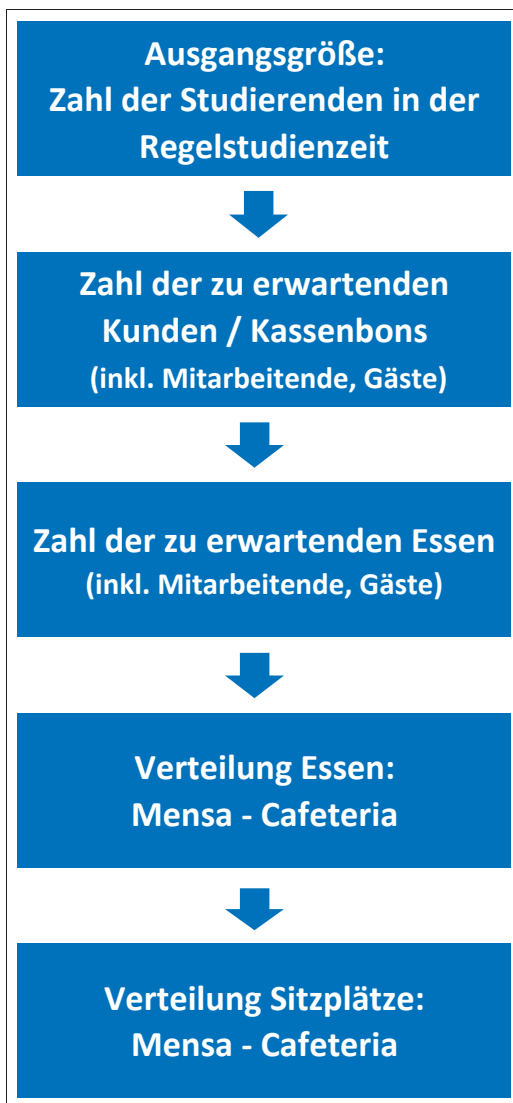 Ausgangsgröße:
Zahl der Studierenden in der
Regelstudienzeit
Zahl der zu erwartenden
Kunden / Kassenbons
(inkl. Mitarbeitende, Gäste)
Zahl der zu erwartenden Essen
(inkl. Mitarbeitende, Gäste)
Verteilung Essen:
Mensa - Cafeteria
Verteilung Sitzplätze:
Mensa - Cafeteria